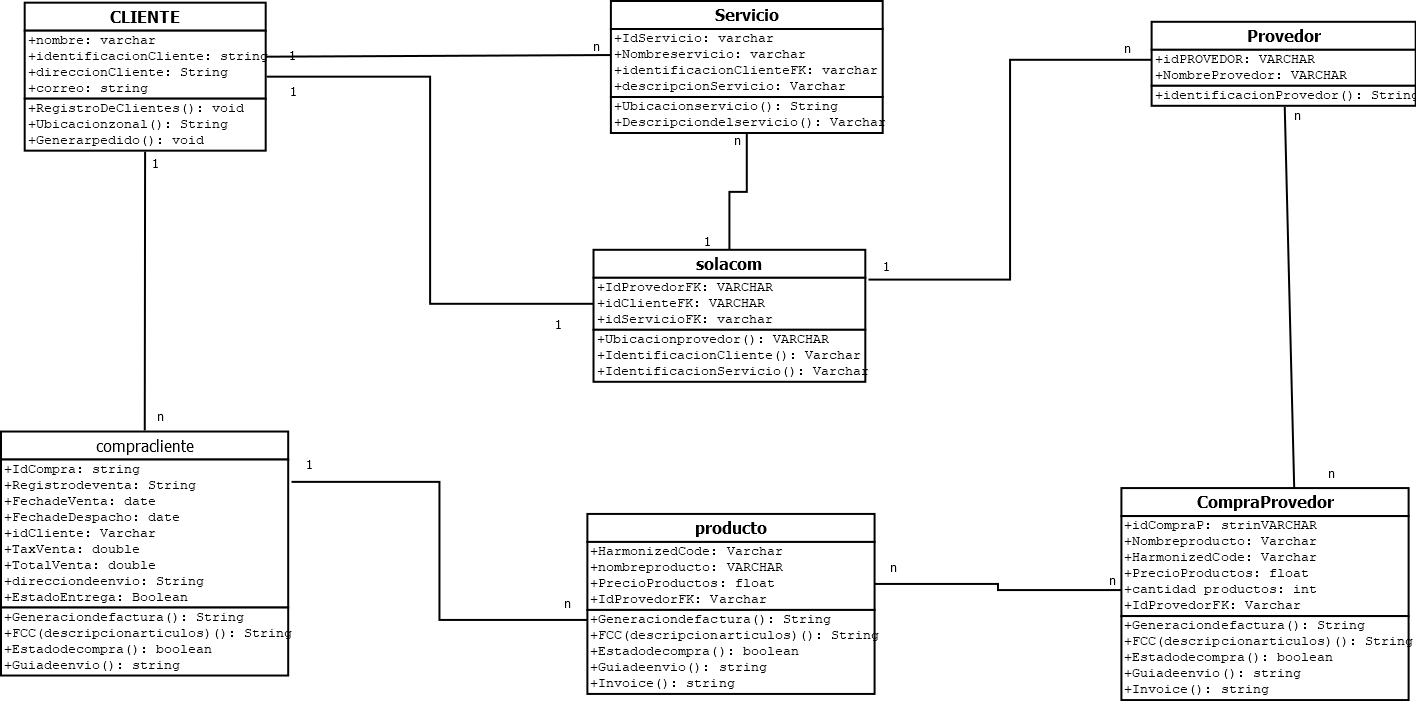 CLIENTE
+nombre: varchar
+identificacionCliente: string
+direccionCliente: String
+correo: string
+RegistroDeClientes(): void
+Ubicacionzonal(): String
+Generarpedido(): void
1
n
1
1
Servicio
+IdServicio: varchar
+Nombreservicio: varchar
+identificacionClienteFK: varchar
+descripcionServicio: Varchar
+Ubicacionservicio(): String
+Descripciondelservicio(): Varchar
n
1
n
Provedor
+idPROVEDOR: VARCHAR
+NombreProvedor: VARCHAR
+identificacionProvedor(): String
n
solacom
+IdProvedorFK: VARCHAR
+idClienteFK: VARCHAR
+idServicioFK: varchar
+Ubicacionprovedor(): VARCHAR
+IdentificacionCliente(): Varchar
+IdentificacionServicio(): Varchar
1
1
n
compracliente
+IdCompra: string
+Registrodeventa: String
+FechadeVenta: date
+FechadeDespacho: date
+idCliente: Varchar
+TaxVenta: double
+TotalVenta: double
+direcciondeenvio: String
+EstadoEntrega: Boolean
+Generaciondefactura(): String
+FCC(descripcionarticulos)(): String
+Estadodecompra(): boolean
+Guiadeenvio(): string
1
n
producto
+HarmonizedCode: Varchar
+nombreproducto: VARCHAR
+PrecioProductos: float
+IdProvedorFK: Varchar
+Generaciondefactura(): String
+FCC(descripcionarticulos)(): String
+Estadodecompra(): boolean
+Guiadeenvio(): string
+Invoice(): string
n
n
n
CompraProvedor
+idCompraP: strinVARCHAR
+Nombreproducto: Varchar
+HarmonizedCode: Varchar
+PrecioProductos: float
+cantidad productos: int
+IdProvedorFK: Varchar
+Generaciondefactura(): String
+FCC(descripcionarticulos)(): String
+Estadodecompra(): boolean
+Guiadeenvio(): string
+Invoice(): string